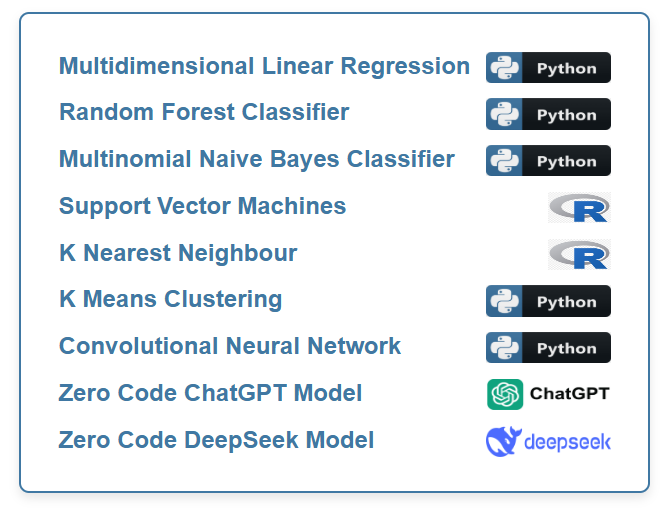 Multidimensional Linear Regression Python
Random Forest Classifier Python
Multinomial Naive Bayes Classifier Python
Support Vector Machines R
K Nearest Neighbour R
K Means Clustering Python
Convolutional Neural Network Python
Zero Code ChatGPT Model ChatGPT
Zero Code DeepSeek Model deepseek